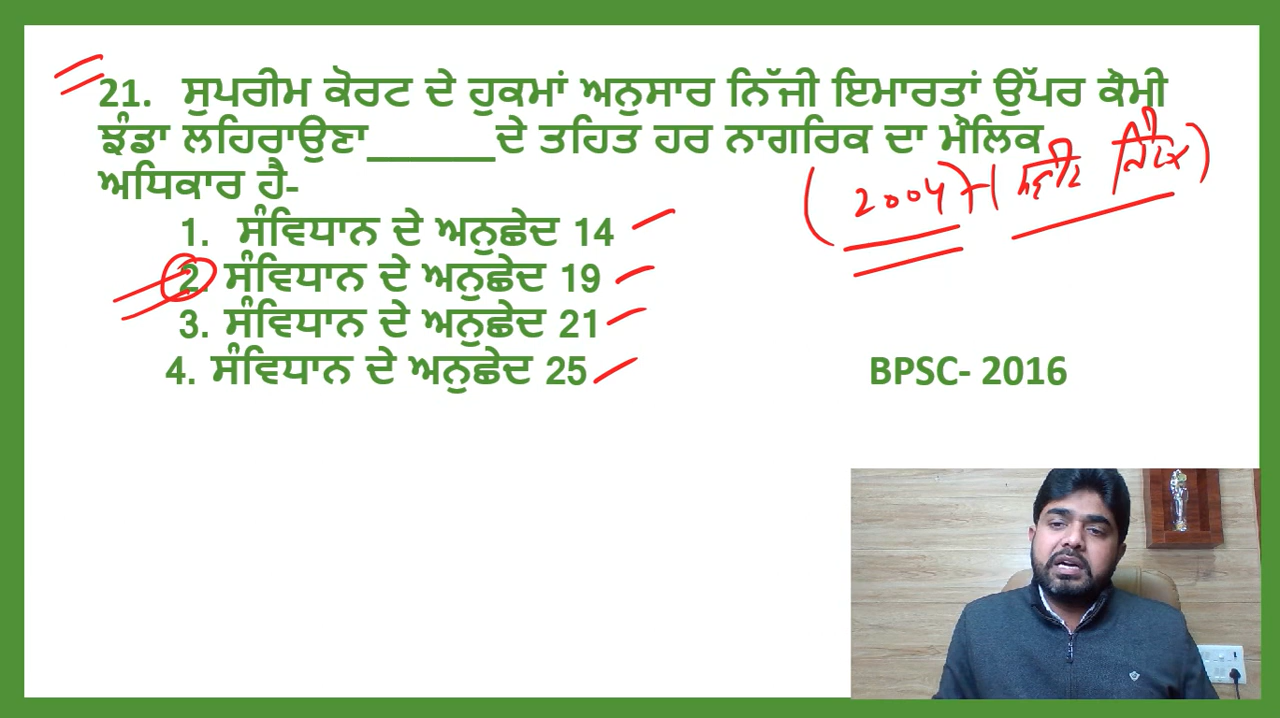 21. ਸੁਪਰੀਮ ਕੋਰਟ ਦੇ ਹੁਕਮਾਂ ਅਨੁਸਾਰ ਨਿੱਜੀ ਇਮਾਰਤਾਂ ਉੱਪਰ ਕੌਮੀ
ਝੰਡਾ ਲਹਿਰਾਉਣਾ______ਦੇ ਤਹਿਤ ਹਰ ਨਾਗਰਿਕ ਦਾ ਮੌਲਿਕ
ਅਧਿਕਾਰ ਹੈ-
(2004)
1. ਸੰਵਿਧਾਨ ਦੇ ਅਨੁਛੇਦ 14
2. ਸੰਵਿਧਾਨ ਦੇ ਅਨੁਛੇਦ 19
3. ਸੰਵਿਧਾਨ ਦੇ ਅਨੁਛੇਦ 21
4. ਸੰਵਿਧਾਨ ਦੇ ਅਨੁਛੇਦ 25
BPSC- 2016